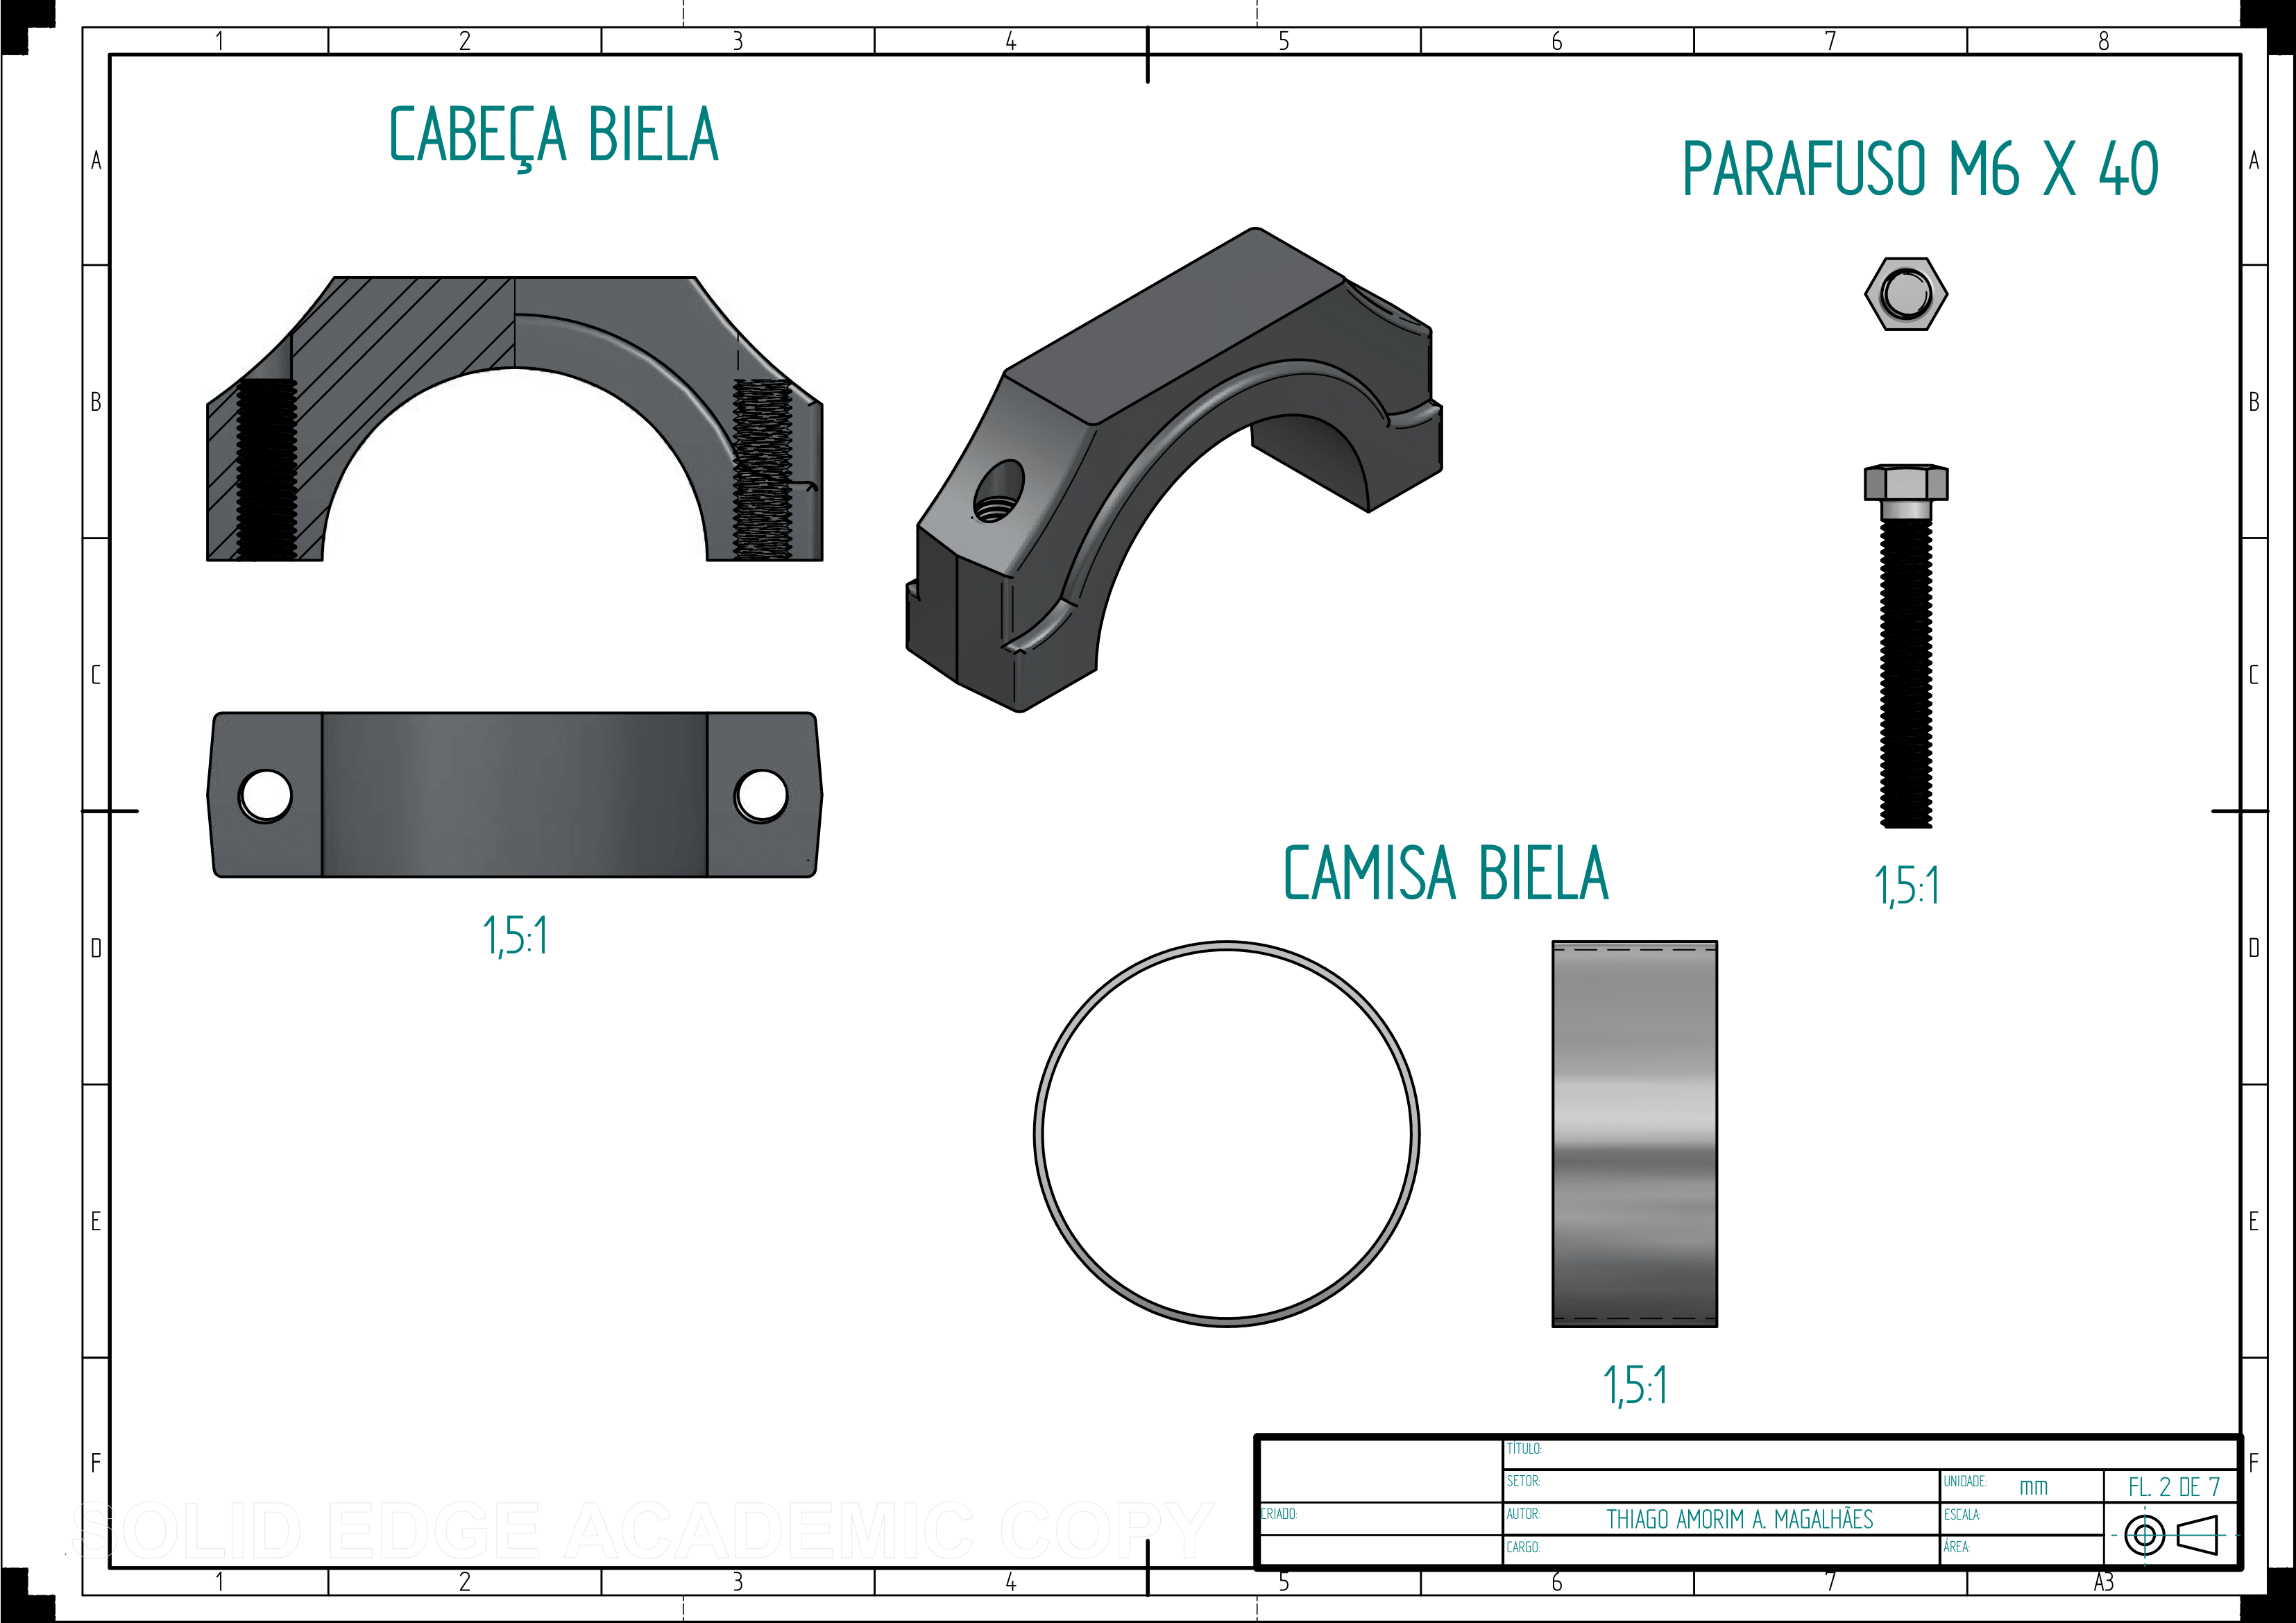 1 2 3 4 5 6 7 8
CABEÇA BIELA
PARAFUSO M6 X 40
A A
B B
C C
CAMISA BIELA
1,5:1
1,5:1
D D
E E
1,5:1
F F
TÍTULO:
SETOR:
UNIDADE: mm
FL. 2 DE 7
CRIADO:
AUTOR: THIAGO AMORIM A. MAGALHÃES
ESCALA:
CARGO:
ÁREA:
SOLID EDGE ACADEMIC COPY
1 2 3 4 5 6 7 A3